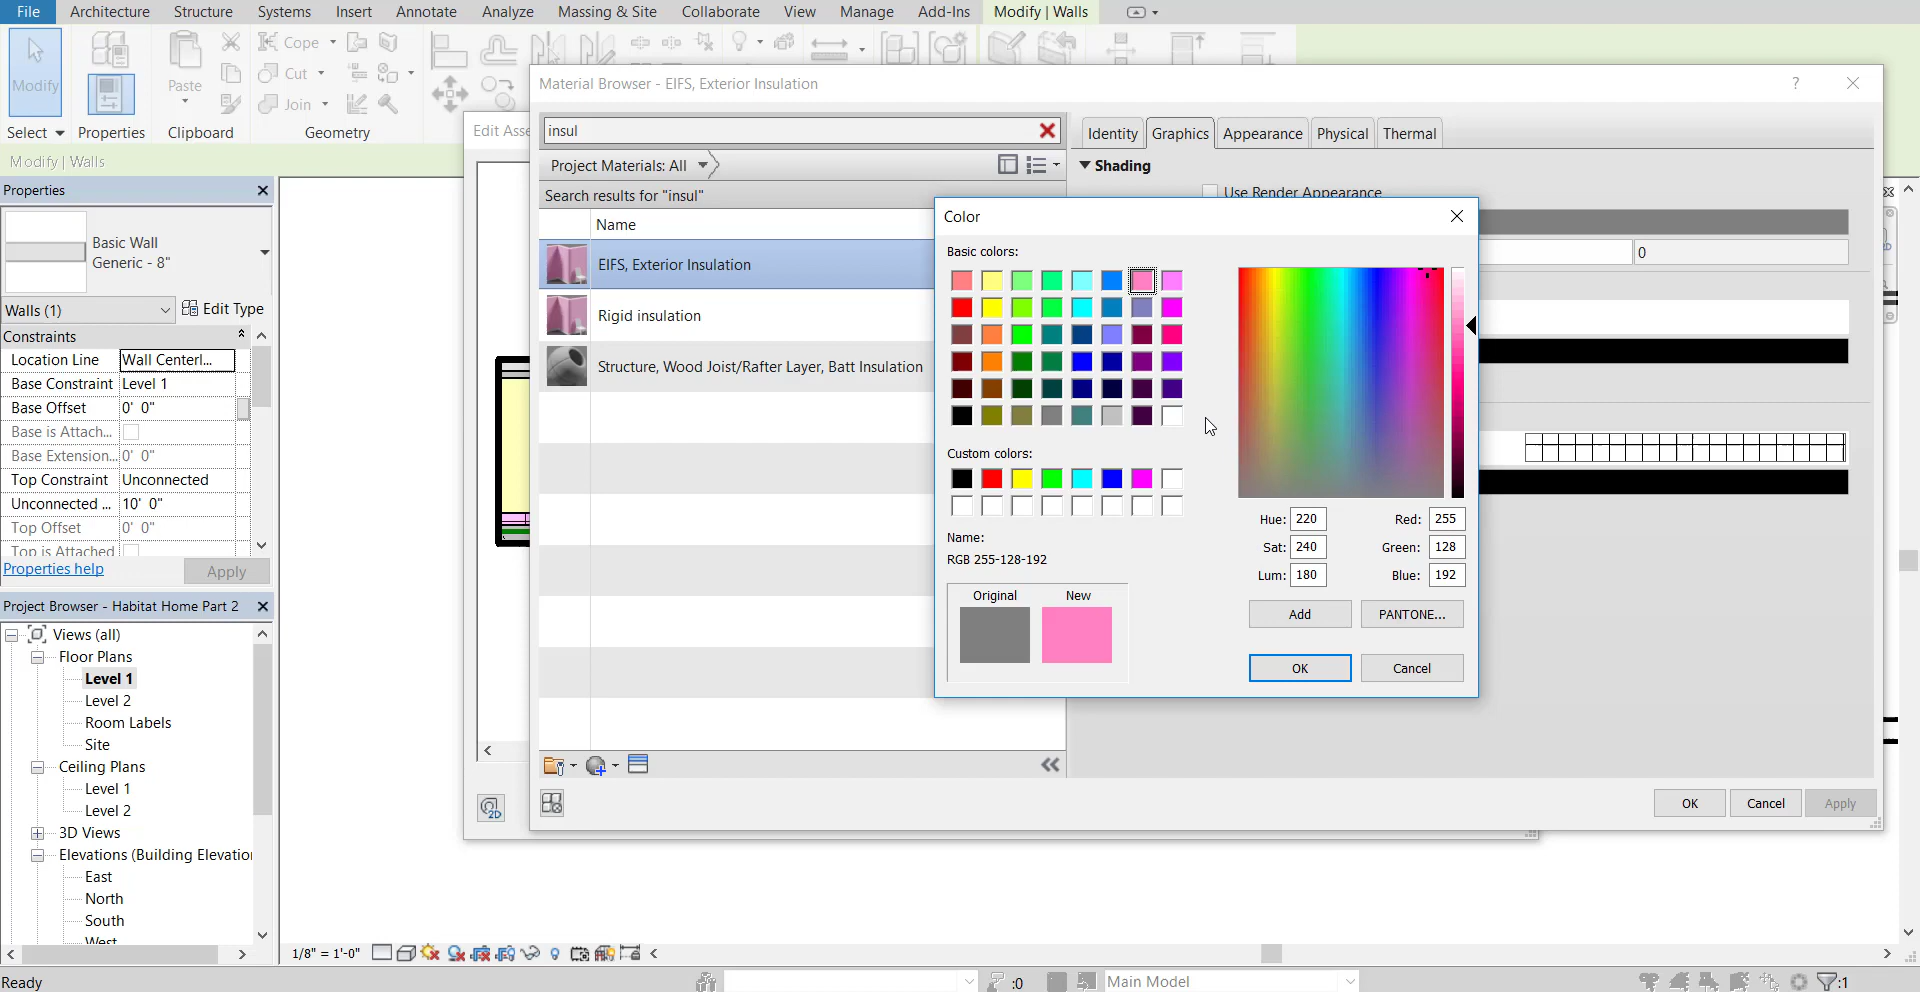 File Architecture Structure Systems Insert Annotate Analyze Massing & Site Collaborate View Manage Add-Ins Modify | Walls
Modify
Paste
Cope
Cut
Join
Select Properties Clipboard Geometry
Modify | Walls
Properties
Basic Wall
Generic - 8"
Walls (1) Edit Type
Constraints
Location Line Wall Centerl...
Base Constraint Level 1
Base Offset 0' 0"
Base is Attach...
Base Extension... 0' 0"
Top Constraint Unconnected
Unconnected ... 10' 0"
Top Offset 0' 0"
Top is Attached
Properties help Apply
Project Browser - Habitat Home Part 2
Views (all)
Floor Plans
Level 1
Level 2
Room Labels
Site
Ceiling Plans
Level 1
Level 2
3D Views
Elevations (Building Elevation
East
North
South
West
Edit Asse
2D
Material Browser - EIFS, Exterior Insulation
?
insul
Project Materials: All
Search results for "insul"
Name
EIFS, Exterior Insulation
Rigid insulation
Structure, Wood Joist/Rafter Layer, Batt Insulation
Identity Graphics Appearance Physical Thermal
Shading
Use Render Appearance
0
Color
Basic colors:
Custom colors:
Name:
RGB 255-128-192
Original New
Hue: 220 Red: 255
Sat: 240 Green: 128
Lum: 180 Blue: 192
Add PANTONE...
OK Cancel
OK Cancel Apply
1/8" = 1'-0"
Ready
:0
Main Model
:1